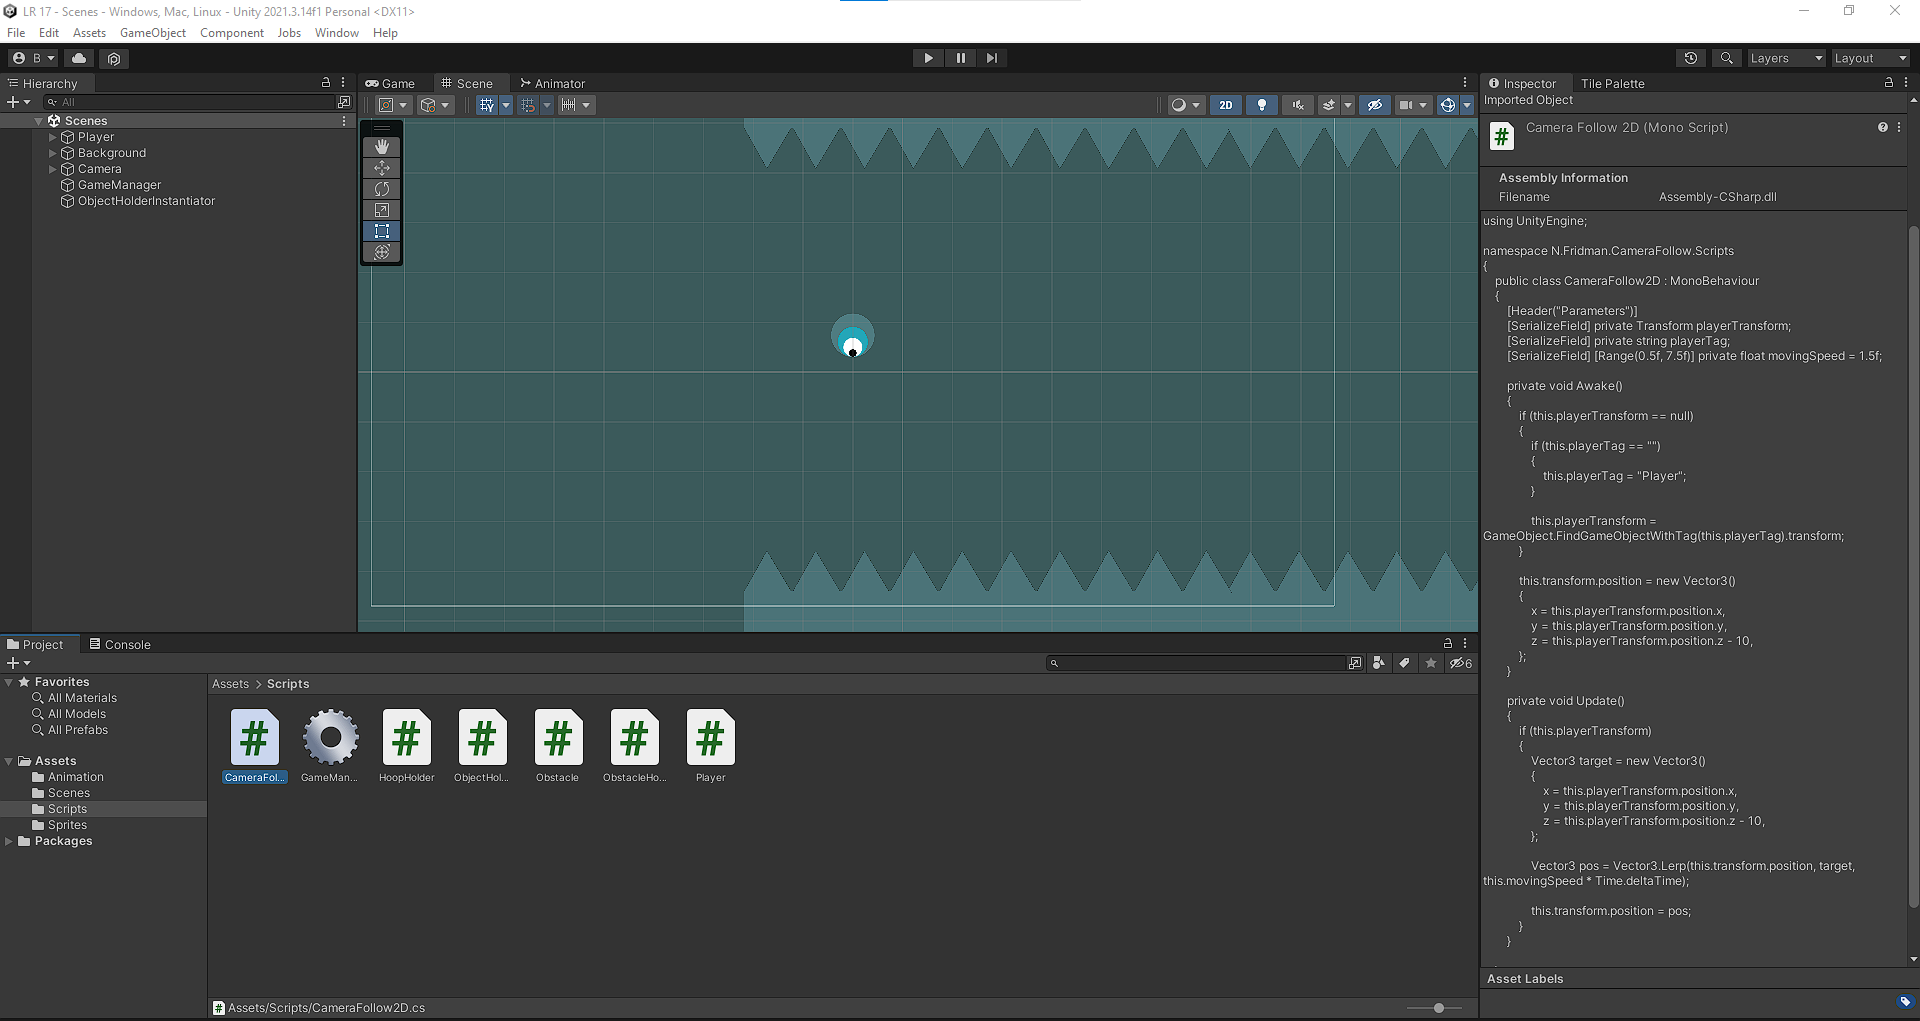 LR 17 - Scenes - Windows, Mac, Linux - Unity 2021.3.14f1 Personal <DX11>
File Edit Assets GameObject Component Jobs Window Help
B
Layers
Layout
Hierarchy
All
Scenes
Player
Background
Camera
GameManager
ObjectHolderInstantiator
Game
Scene
Animator
2D
Inspector
Tile Palette
Imported Object
Camera Follow 2D (Mono Script)
Assembly Information
Filename Assembly-CSharp.dll
using UnityEngine;
namespace N.Fridman.CameraFollow.Scripts
{
public class CameraFollow2D : MonoBehaviour
{
[Header("Parameters")]
[SerializeField] private Transform playerTransform;
[SerializeField] private string playerTag;
[SerializeField] [Range(0.5f, 7.5f)] private float movingSpeed = 1.5f;
private void Awake()
{
if (this.playerTransform == null)
{
if (this.playerTag == "")
{
this.playerTag = "Player";
}
this.playerTransform =
GameObject.FindGameObjectWithTag(this.playerTag).transform;
}
this.transform.position = new Vector3()
{
x = this.playerTransform.position.x,
y = this.playerTransform.position.y,
z = this.playerTransform.position.z - 10,
};
}
private void Update()
{
if (this.playerTransform)
{
Vector3 target = new Vector3()
{
x = this.playerTransform.position.x,
y = this.playerTransform.position.y,
z = this.playerTransform.position.z - 10,
};
Vector3 pos = Vector3.Lerp(this.transform.position, target,
this.movingSpeed * Time.deltaTime);
this.transform.position = pos;
}
}
Asset Labels
Project
Console
6
Favorites
All Materials
All Models
All Prefabs
Assets
Animation
Scenes
Scripts
Sprites
Packages
Assets > Scripts
CameraFol...
GameMan...
HoopHolder
ObjectHol...
Obstacle
ObstacleHo...
Player
Assets/Scripts/CameraFollow2D.cs